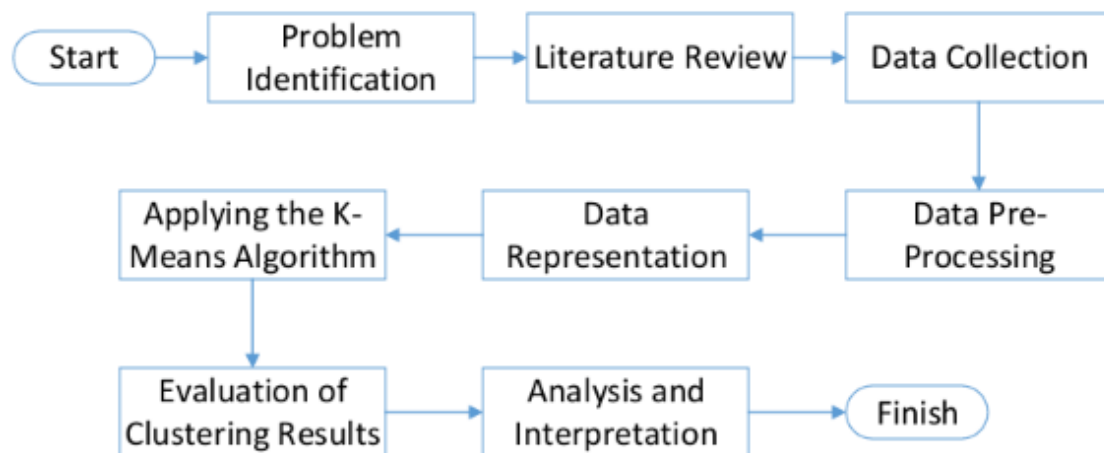 Start
Problem
Identification
Literature Review
Data Collection
Data Pre-
Processing
Data
Representation
Applying the K-
Means Algorithm
Evaluation of
Clustering Results
Analysis and
Interpretation
Finish